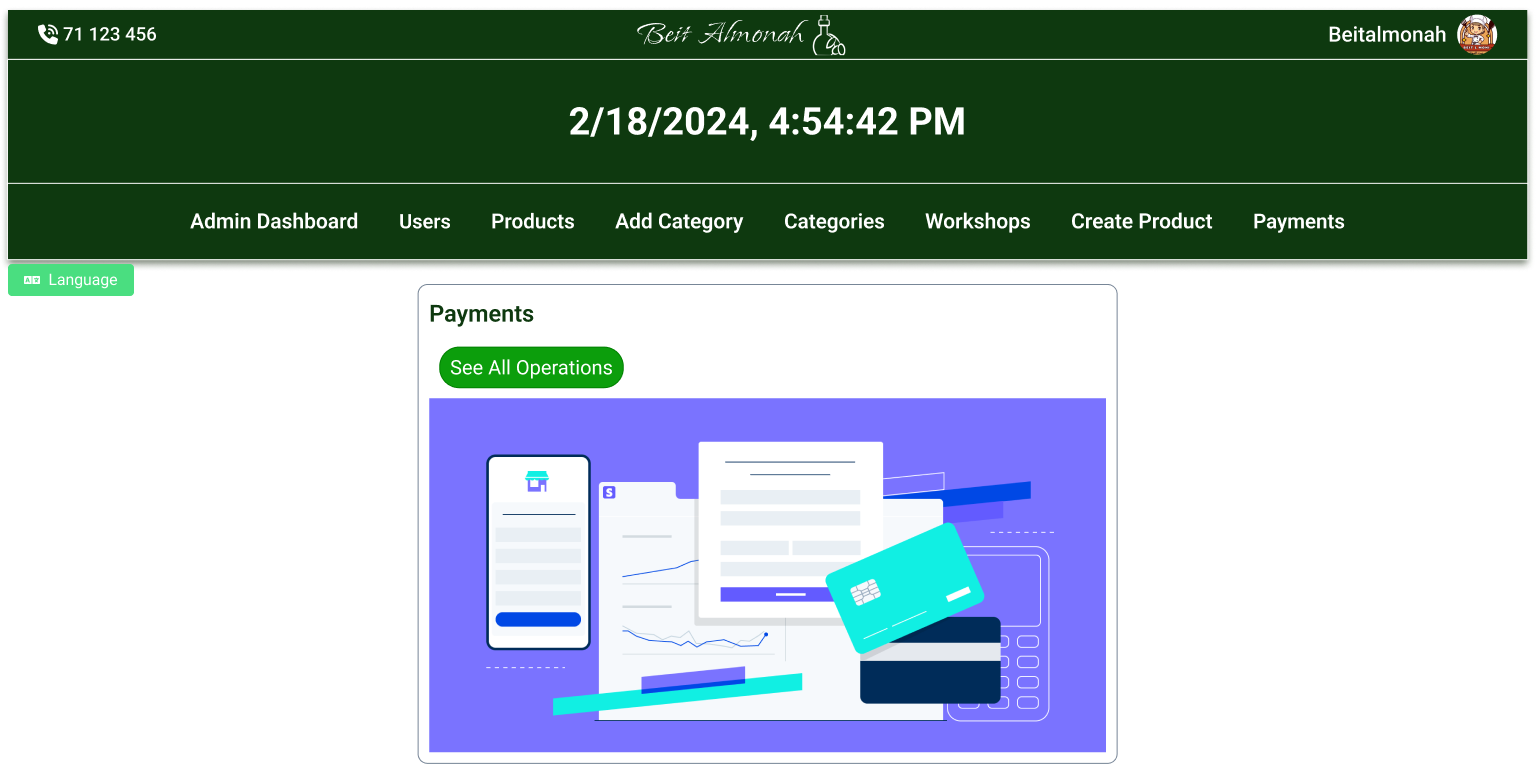 71 123 456
Beit Almonah
Beitalmonah
2/18/2024, 4:54:42 PM
Admin Dashboard Users Products Add Category Categories Workshops Create Product Payments
Language
Payments
See All Operations
S